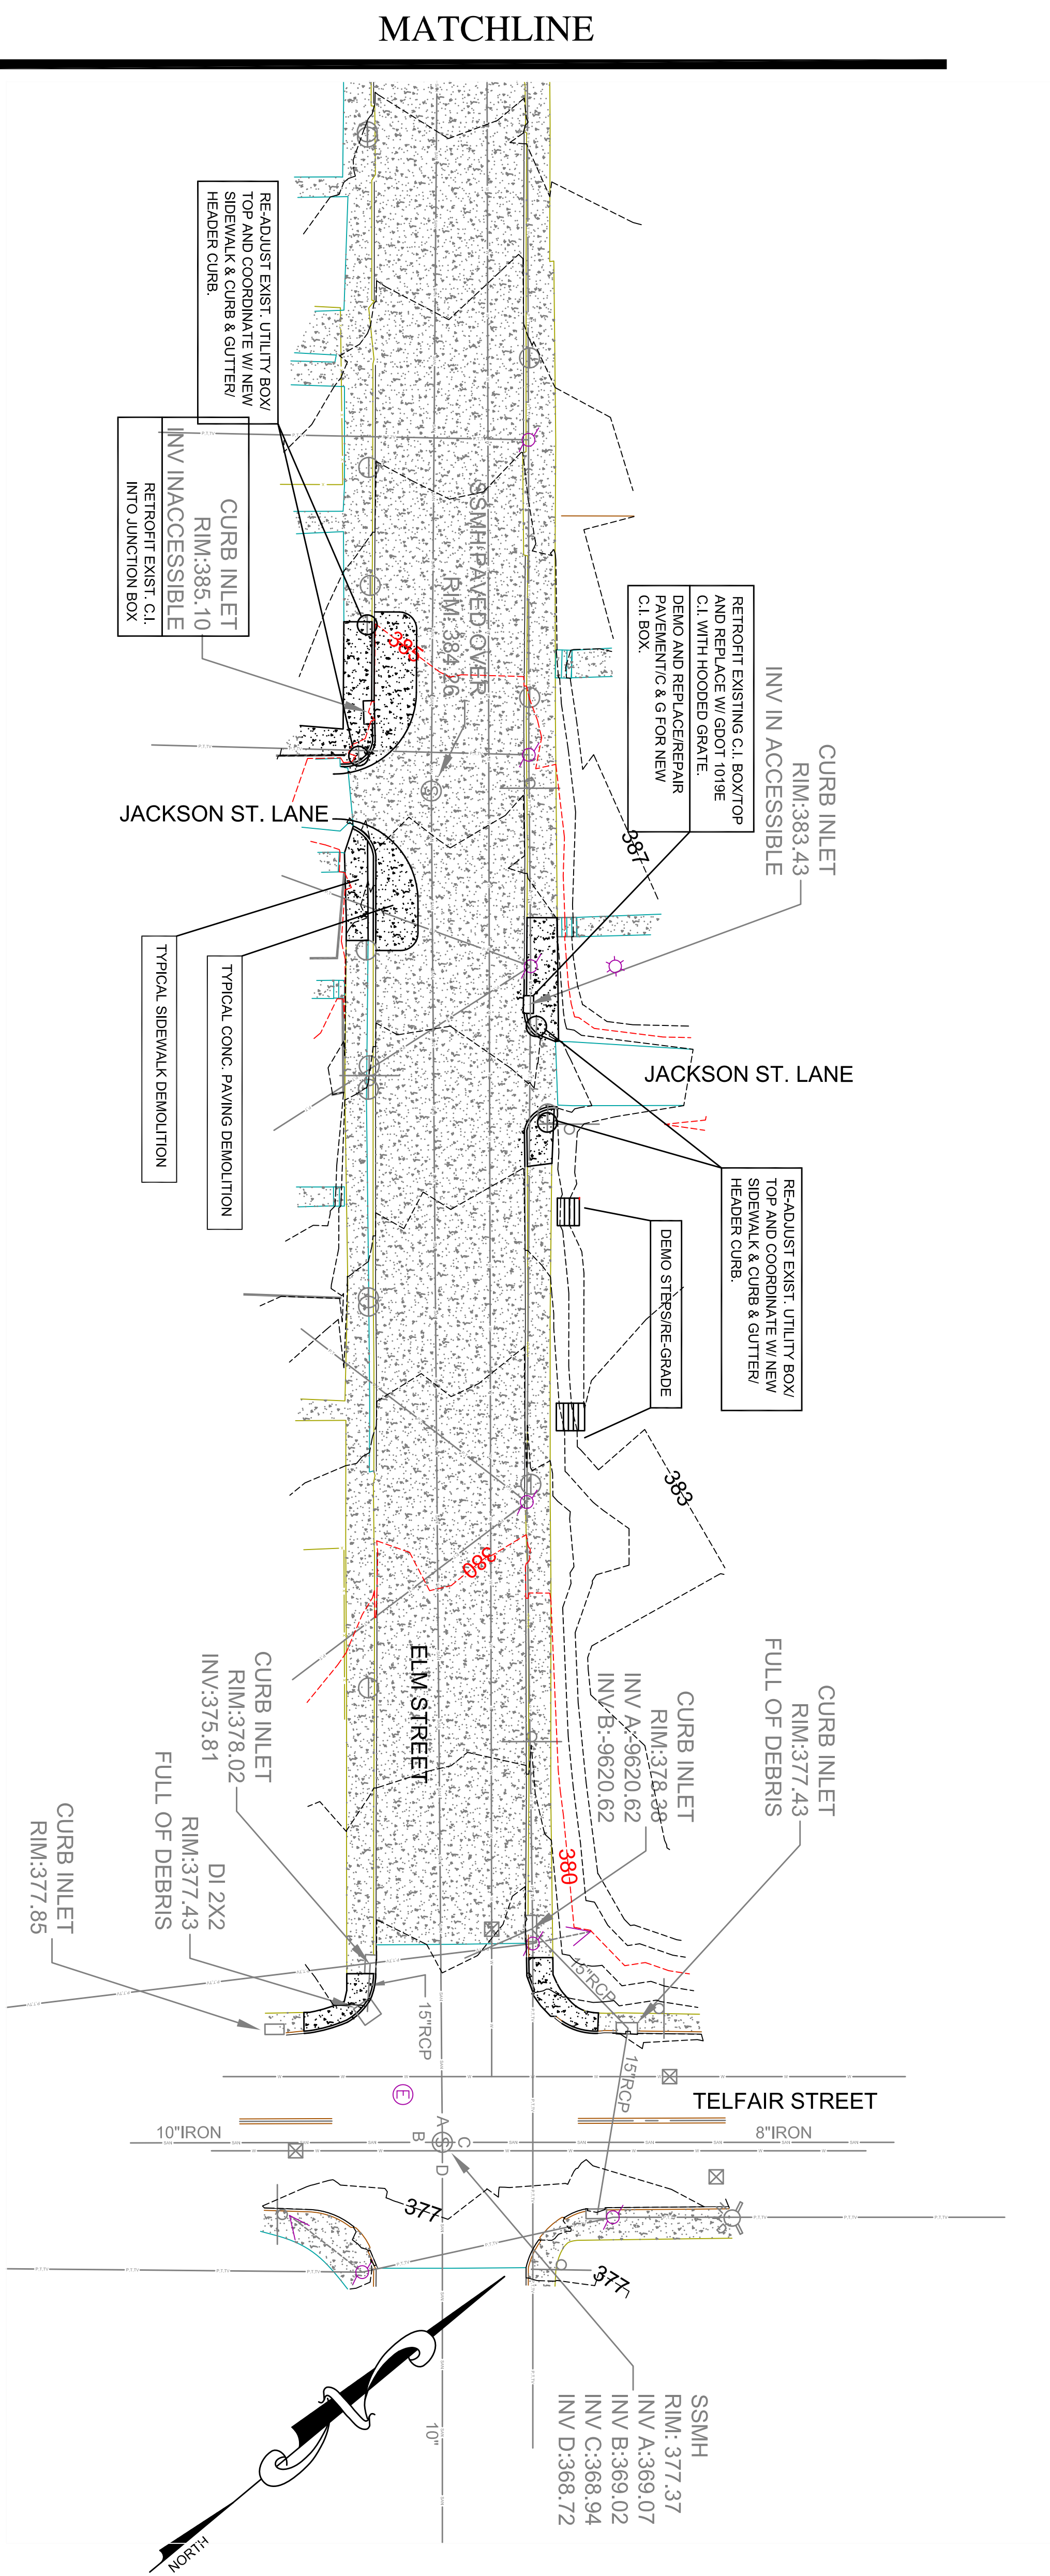 MATCHLINE
RE-ADJUST EXIST. UTILITY BOX/
TOP AND COORDINATE W/ NEW
SIDEWALK & CURB & GUTTER/
HEADER CURB.
CURB INLET
RIM:385.10
INV INACCESSIBLE
RETROFIT EXIST. C.I.
INTO JUNCTION BOX
SSMH:PAVED OVER
RIM: 384.26
385
RETROFIT EXISTING C.I. BOX/TOP
AND REPLACE W/ GDOT 1019E
C.I. WITH HOODED GRATE.
DEMO AND REPLACE/REPAIR
PAVEMENT/C & G FOR NEW
C.I. BOX.
CURB INLET
RIM:383.43
INV IN ACCESSIBLE
387
S
JACKSON ST. LANE
TYPICAL SIDEWALK DEMOLITION
TYPICAL CONC. PAVING DEMOLITION
JACKSON ST. LANE
RE-ADJUST EXIST. UTILITY BOX/
TOP AND COORDINATE W/ NEW
SIDEWALK & CURB & GUTTER/
HEADER CURB.
DEMO STEPS/RE-GRADE
383
380
ELM STREET
CURB INLET
RIM:378.02
INV:375.81
DI 2X2
RIM:377.43
FULL OF DEBRIS
CURB INLET
RIM:377.85
CURB INLET
RIM:378.38
INV A:-9620.62
INV B:-9620.62
CURB INLET
RIM:377.43
FULL OF DEBRIS
380
15"RCP
15"RCP
15"RCP
TELFAIR STREET
E
10"IRON
A
B
S
C
D
8"IRON
377
377
SSMH
RIM: 377.37
INV A:369.07
INV B:369.02
INV C:368.94
INV D:368.72
10"
NORTH